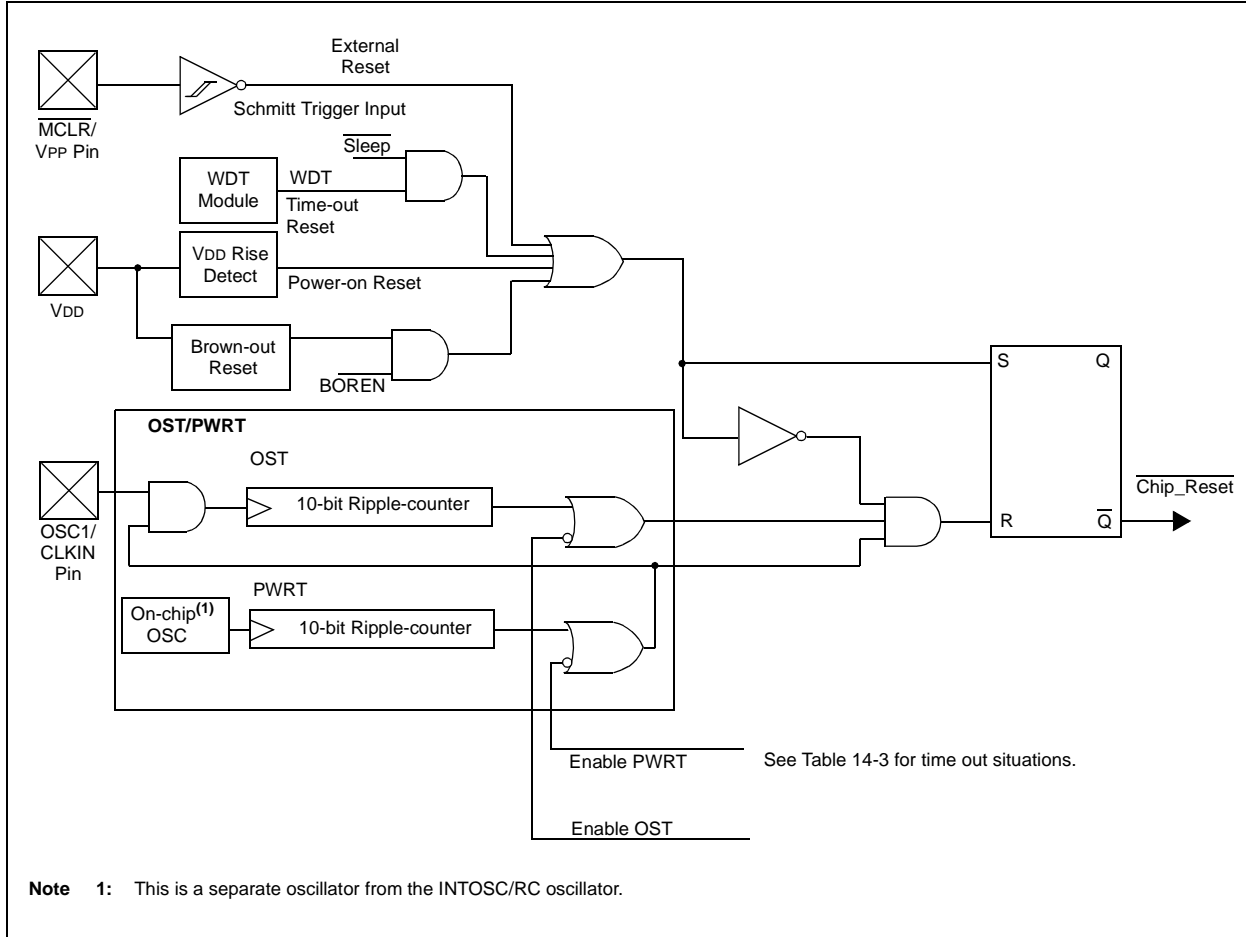 External
Reset
Schmitt Trigger Input
MCLR/
VPP Pin
Sleep
WDT
Module
WDT
Time-out
Reset
VDD Rise
Detect
Power-on Reset
VDD
Brown-out
Reset
BOREN
S
Q
OST/PWRT
OST
10-bit Ripple-counter
Chip_Reset
R
Q
OSC1/
CLKIN
Pin
PWRT
On-chip(1)
OSC
10-bit Ripple-counter
Enable PWRT
See Table 14-3 for time out situations.
Enable OST
Note 1: This is a separate oscillator from the INTOSC/RC oscillator.